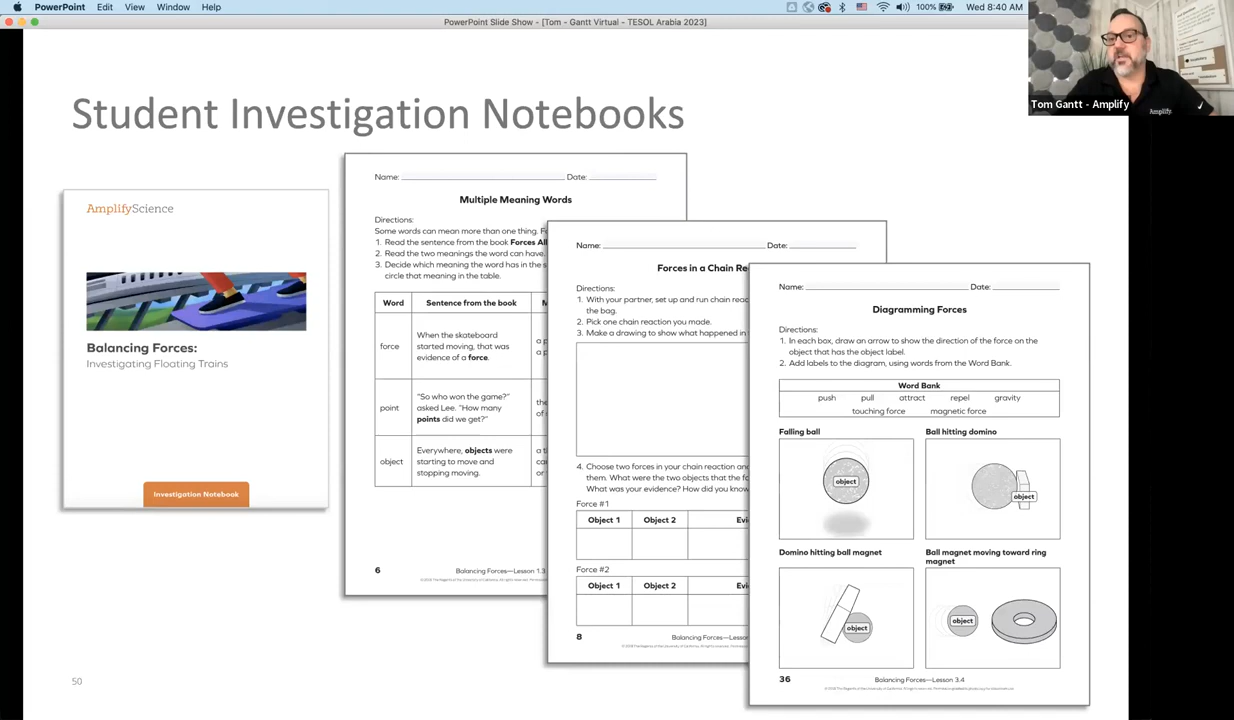 PowerPoint Edit View Window Help
100% Wed 8:40 AM
PowerPoint Slide Show - [Tom - Gantt Virtual - TESOL Arabia 2023]
Student Investigation Notebooks
AmplifyScience
Balancing Forces:
Investigating Floating Trains
Investigation Notebook
Name: Date:
Multiple Meaning Words
Directions:
Some words can mean more than one thing.
1. Read the sentence from the book Forces All
2. Read the two meanings the word can have.
3. Decide which meaning the word has in the s
circle that meaning in the table.
Word Sentence from the book M
force
When the skateboard
started moving, that was
evidence of a force.
a p
a p
point
"So who won the game?"
asked Lee. "How many
points did we get?"
the
of
object
Everywhere, objects were
starting to move and
stopping moving.
a
ca
or
6 Balancing Forces—Lesson 1.3
Name: Date:
Forces in a Chain Re
Directions:
1. With your partner, set up and run chain reac
the bag.
2. Pick one chain reaction you made.
3. Make a drawing to show what happened in
4. Choose two forces in your chain reaction and
them. What were the two objects that the fo
What was your evidence? How did you know
Force #1
Object 1 Object 2 Evi
Force #2
Object 1 Object 2 Evi
8 Balancing Forces—Lesson
Name: Date:
Diagramming Forces
Directions:
1. In each box, draw an arrow to show the direction of the force on the
object that has the object label.
2. Add labels to the diagram, using words from the Word Bank.
Word Bank
push pull attract repel gravity
touching force magnetic force
Falling ball
object
Ball hitting domino
object
Domino hitting ball magnet
object
Ball magnet moving toward ring
magnet
object
36 Balancing Forces—Lesson 3.4
50
Tom Gantt - Amplify
Amplify.